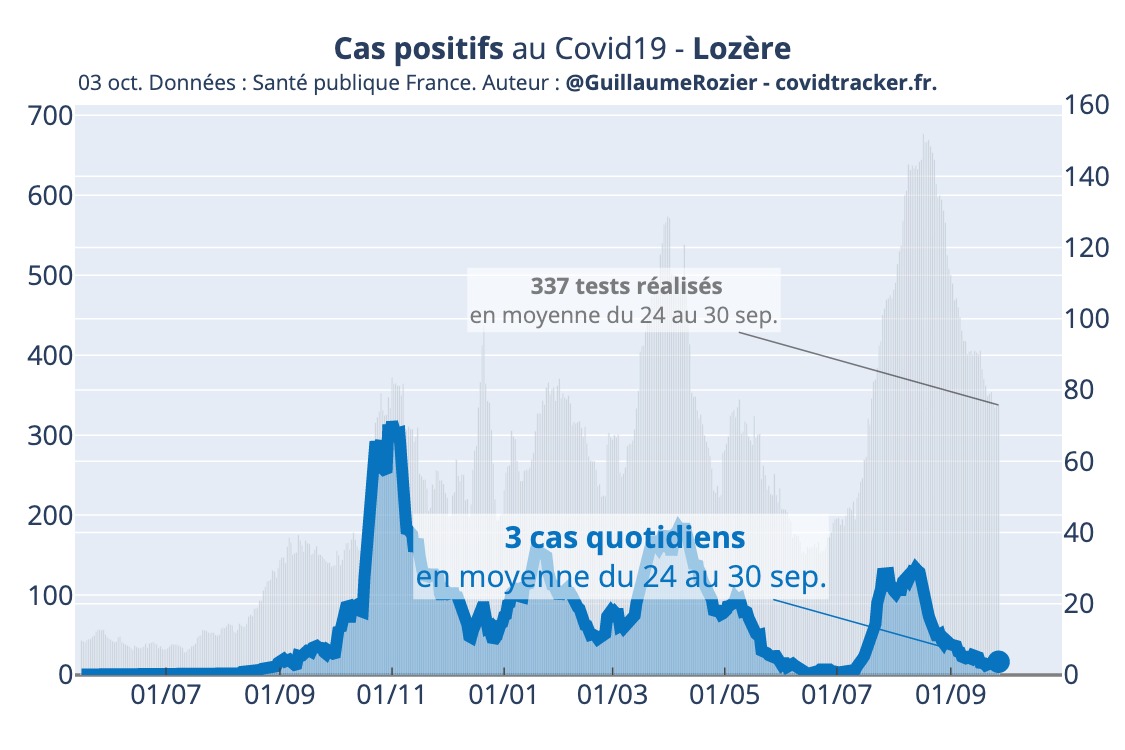 Cas positifs au Covid19 - Lozère
03 oct. Données : Santé publique France. Auteur : @GuillaumeRozier - covidtracker.fr.
700
600
500
400
300
200
100
0
160
140
120
100
80
60
40
20
0
337 tests réalisés
en moyenne du 24 au 30 sep.
3 cas quotidiens
en moyenne du 24 au 30 sep.
01/07 01/09 01/11 01/01 01/03 01/05 01/07 01/09